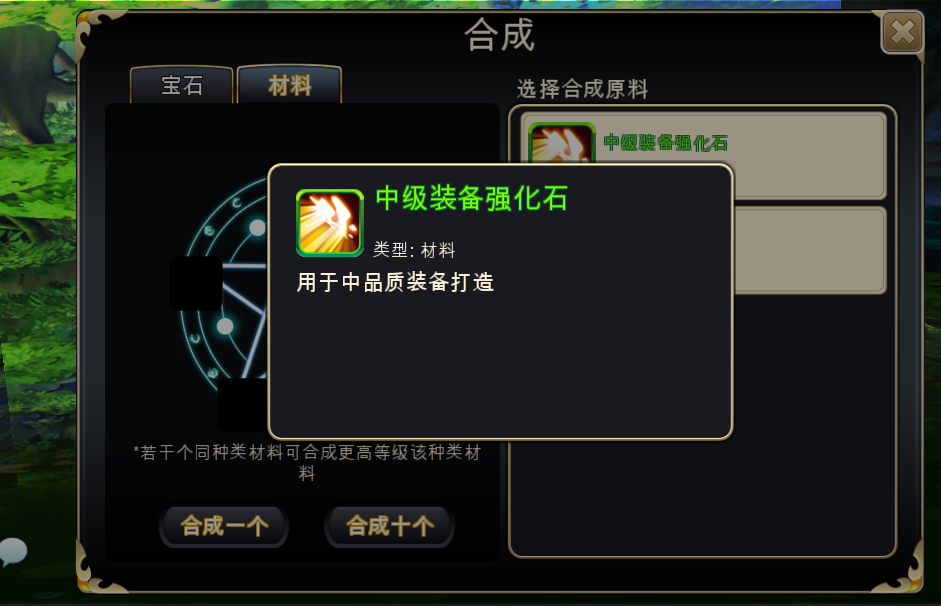 合成
宝石
材料
选择合成原料
中级装备强化石
中级装备强化石
类型: 材料
用于中品质装备打造
*若干个同种类材料可合成更高等级该种类材
料
合成一个
合成十个